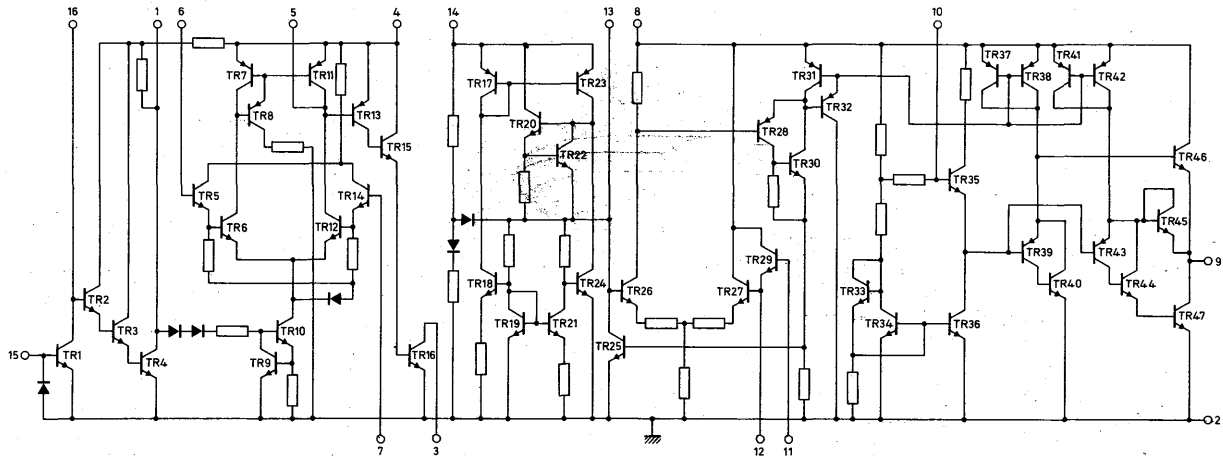 16 1 6 5 4 14 13 8 10
TR7 TR11 TR17 TR23 TR31 TR37 TR38 TR41 TR42
TR8 TR13 TR20 TR28 TR32
TR15 TR22 TR30 TR35 TR46
6 TR5 TR14
TR6 TR12 TR45
TR39 TR43
TR29 9
TR2 TR18 TR24 TR26 TR27 TR33 TR40 TR44
TR3 TR10 TR19 TR21 TR34 TR36 TR47
15 TR1 TR4 TR9 TR16 TR25
2
7 3 12 11